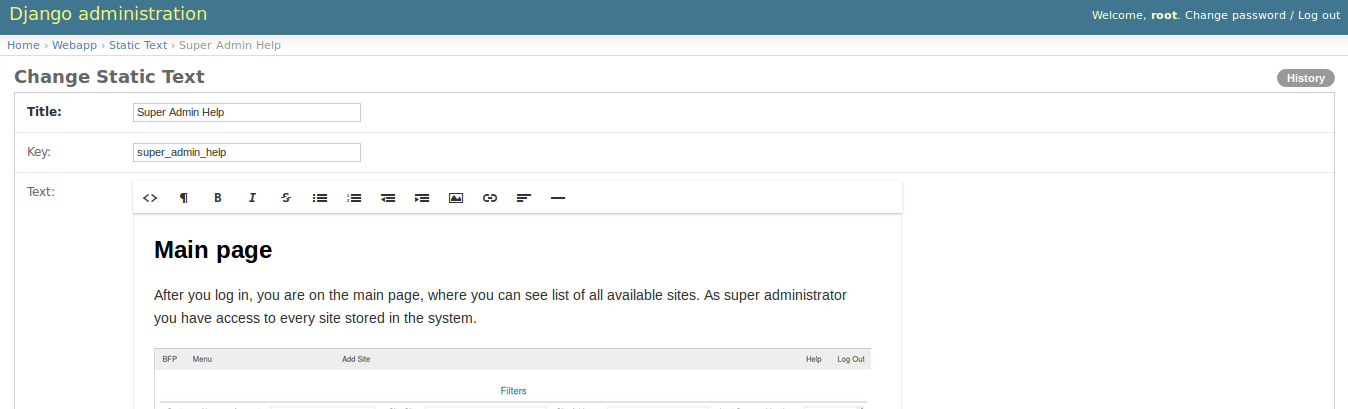 Django administration
Welcome, root. Change password / Log out
Home › Webapp › Static Text › Super Admin Help
Change Static Text
History
Title: Super Admin Help
Key: super_admin_help
Text:
Main page
After you log in, you are on the main page, where you can see list of all available sites. As super administrator
you have access to every site stored in the system.
BFP Menu Add Site Help Log Out
Filters